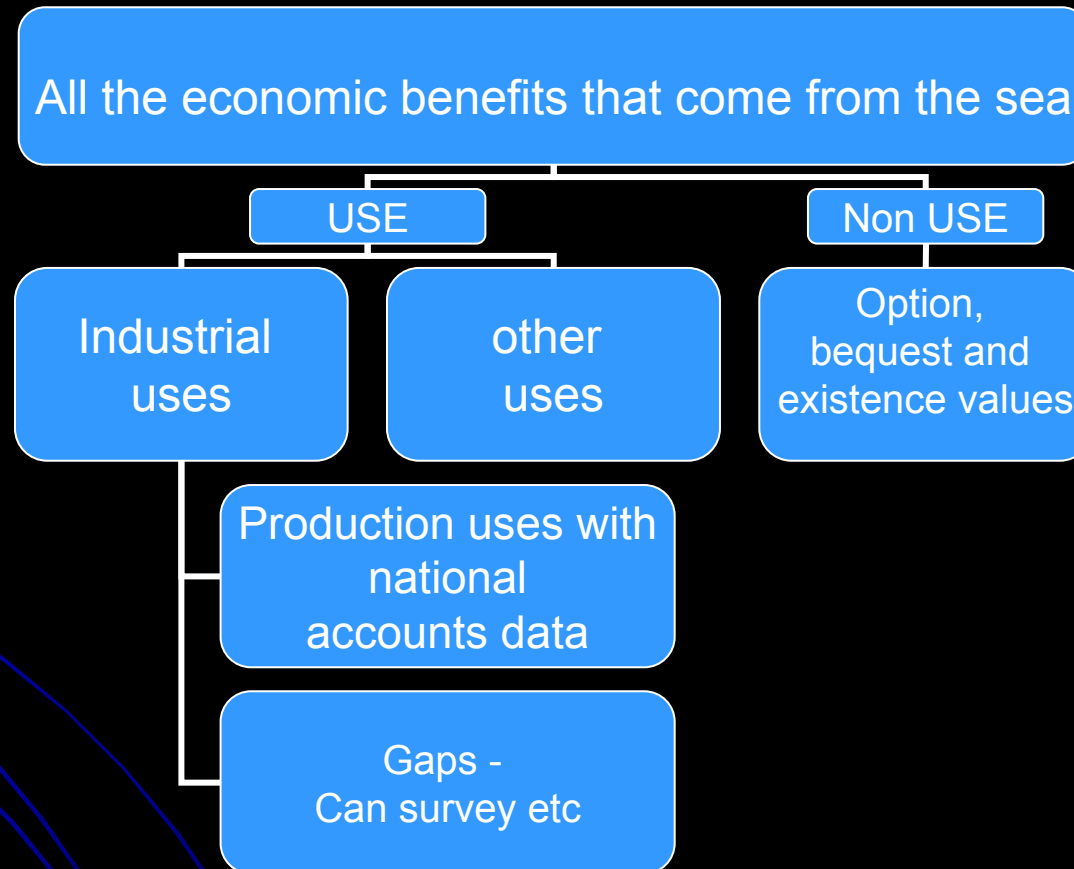 All the economic benefits that come from the sea
USE
Non USE
Industrial
uses
other
uses
Option,
bequest and
existence values
Production uses with
national
accounts data
Gaps -
Can survey etc